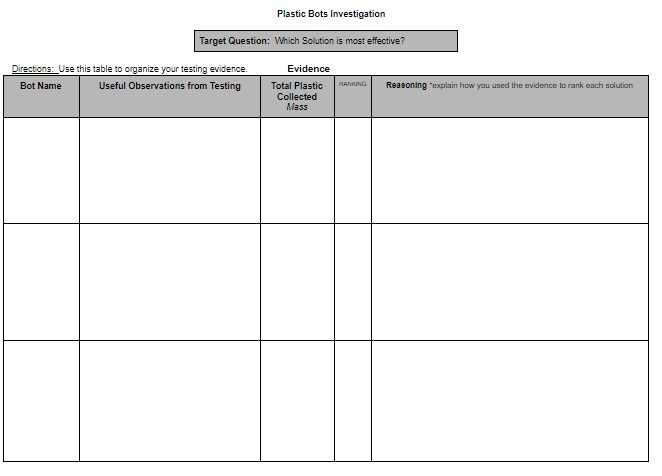 Plastic Bots Investigation
Target Question: Which Solution is most effective?
Directions: Use this table to organize your testing evidence. Evidence
Bot Name
Useful Observations from Testing
Total Plastic
Collected
Mass
RANKING
Reasoning *explain how you used the evidence to rank each solution